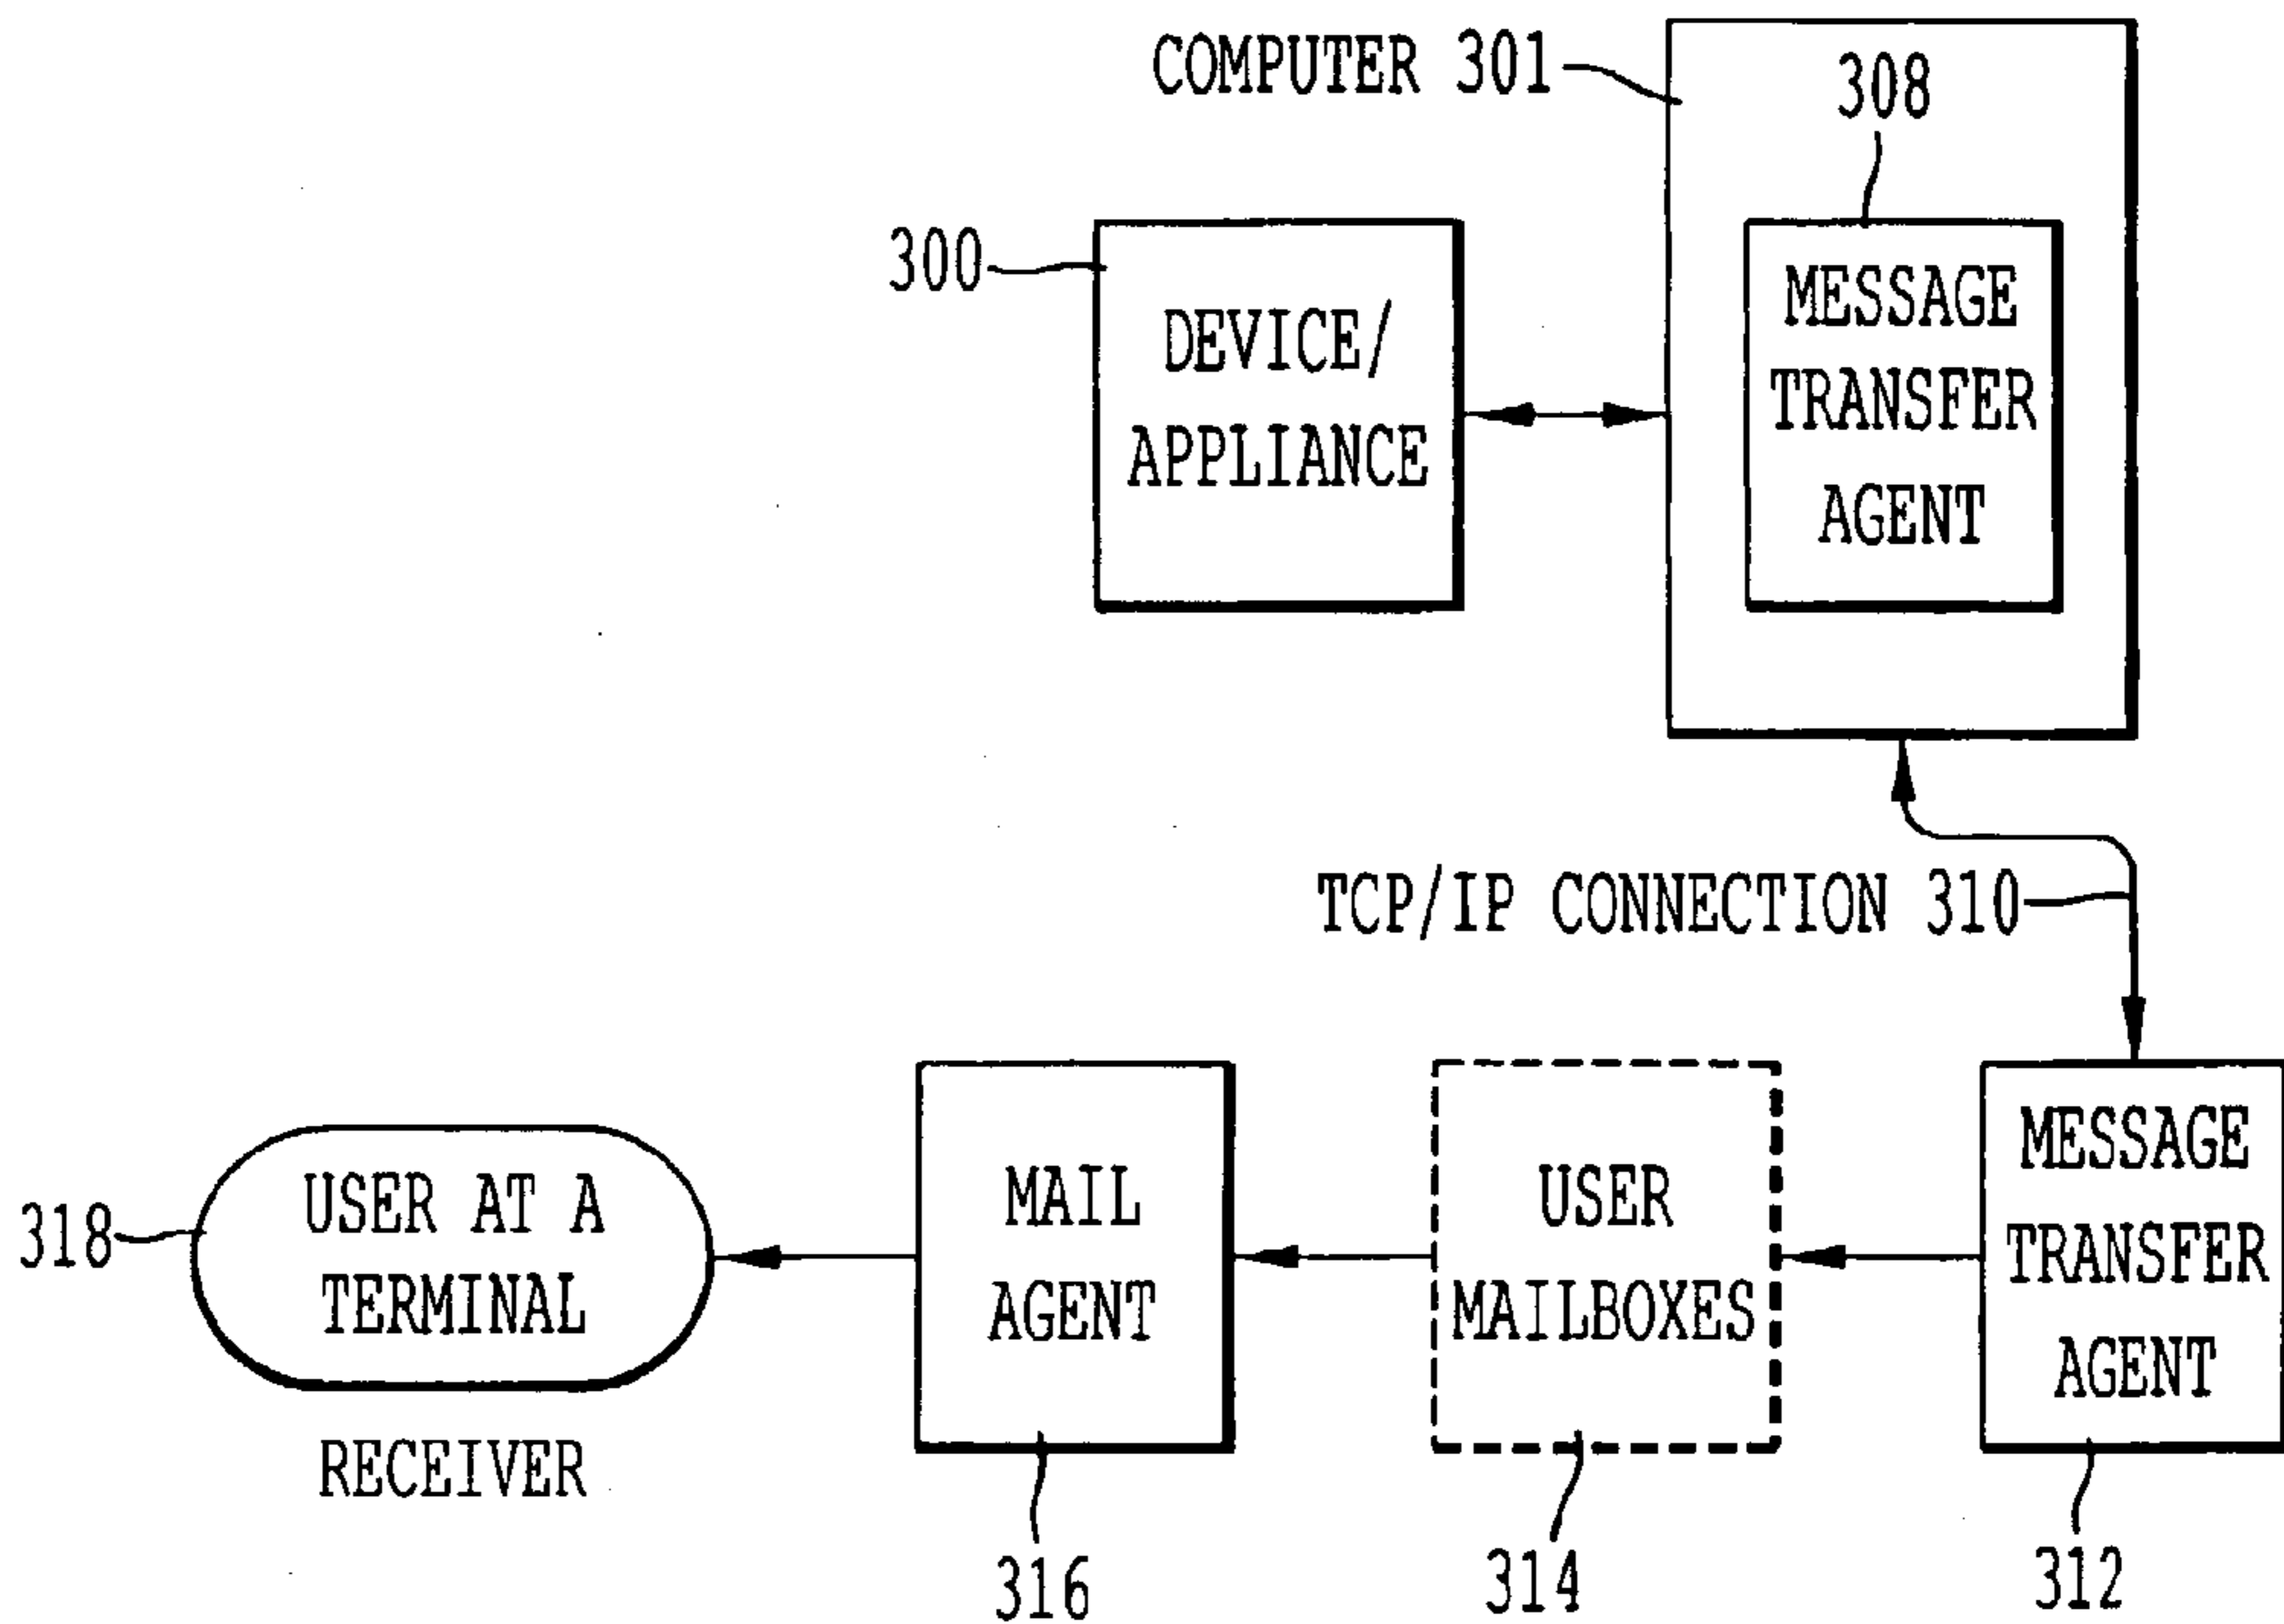 COMPUTER 301
308
300
DEVICE/
APPLIANCE
MESSAGE
TRANSFER
AGENT
TCP/IP CONNECTION 310
318
USER AT A
TERMINAL
RECEIVER
MAIL
AGENT
316
USER
MAILBOXES
314
MESSAGE
TRANSFER
AGENT
312